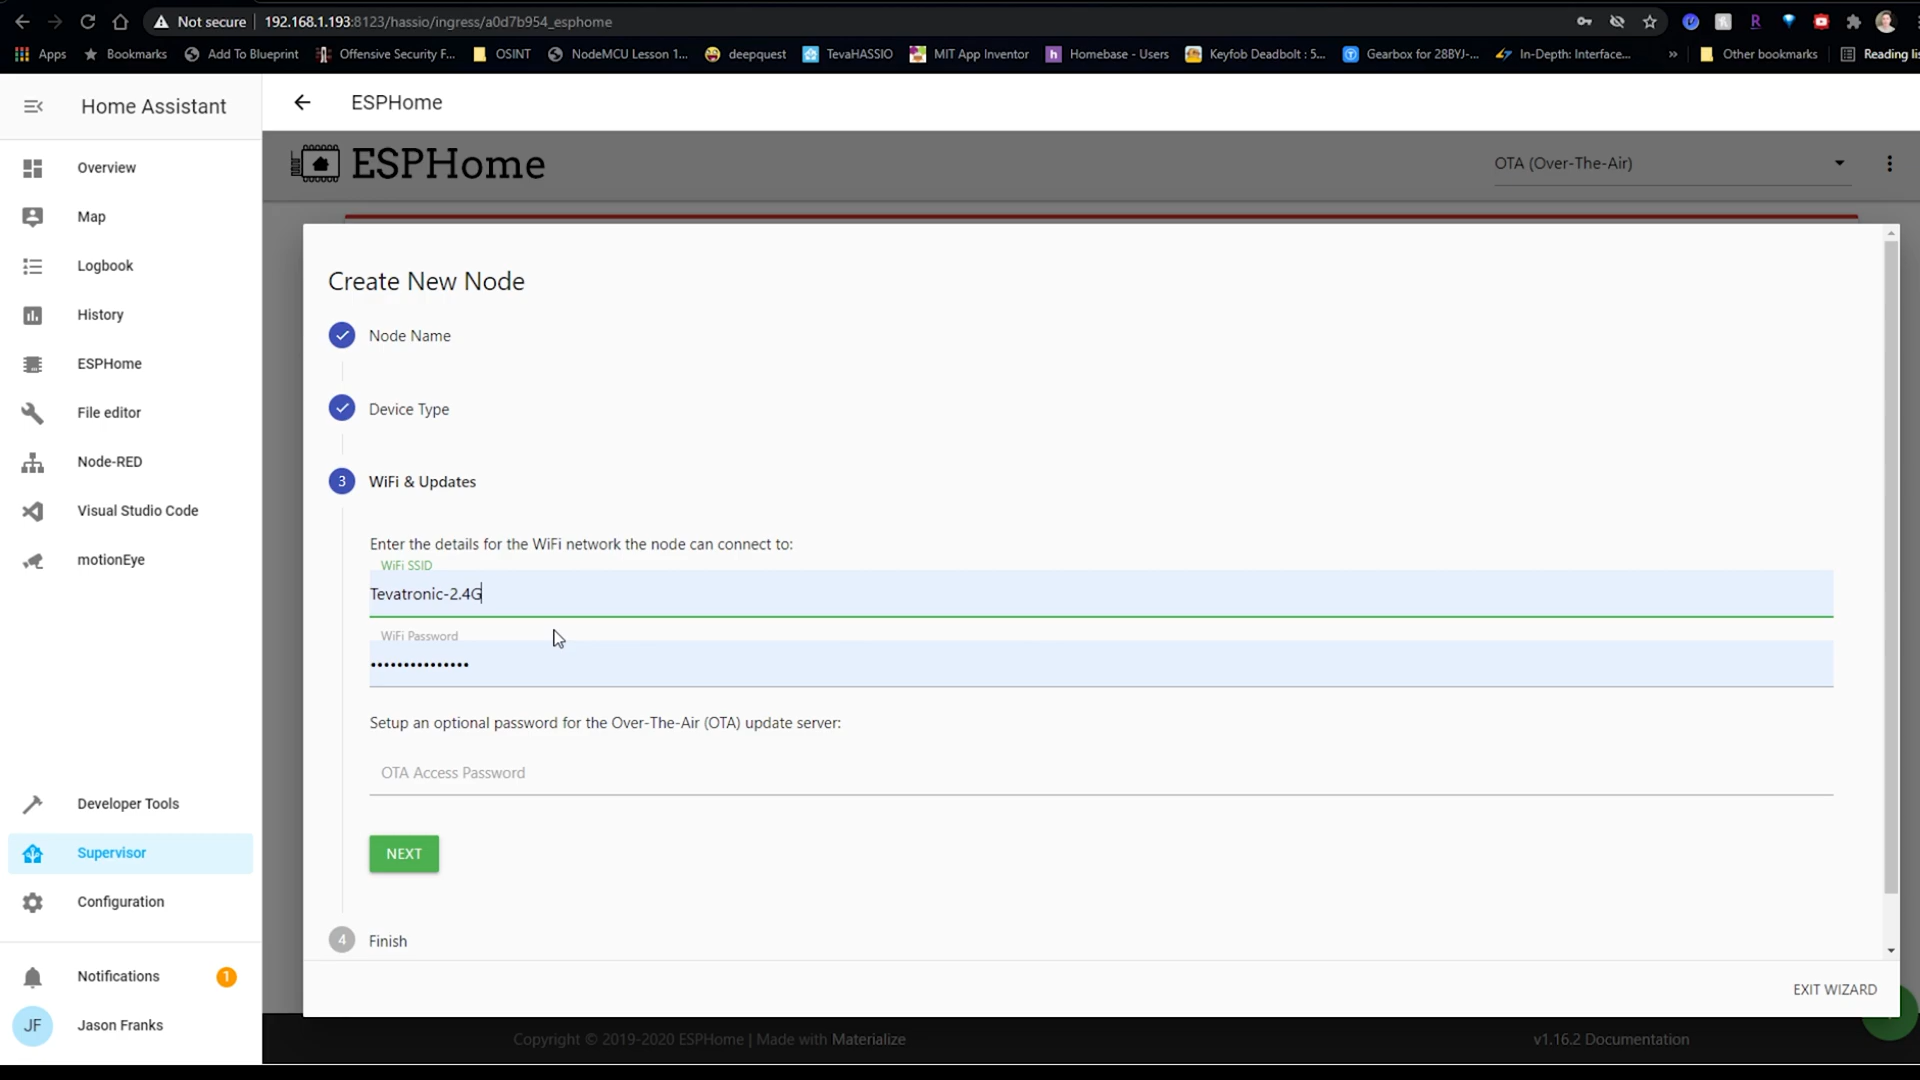 Not secure 192.168.1.193:8123/hassio/ingress/a0d7b954_esphome
Apps Bookmarks Add To Blueprint Offensive Security F... OSINT NodeMCU Lesson 1... deepquest TevaHASSIO MIT App Inventor Homebase - Users Keyfob Deadbolt : 5... Gearbox for 28BYJ-... In-Depth: Interface... » Other bookmarks Reading lis
Home Assistant
ESPHome
Overview
Map
Logbook
History
ESPHome
File editor
Node-RED
Visual Studio Code
motionEye
Developer Tools
Supervisor
Configuration
Notifications 1
JF Jason Franks
ESPHome
OTA (Over-The-Air)
Create New Node
Node Name
Device Type
3 WiFi & Updates
Enter the details for the WiFi network the node can connect to:
WiFi SSID
Tevatronic-2.4G
WiFi Password
•••••••••••••••
Setup an optional password for the Over-The-Air (OTA) update server:
OTA Access Password
NEXT
4 Finish
EXIT WIZARD
Copyright © 2019-2020 ESPHome | Made with Materialize
v1.16.2 Documentation